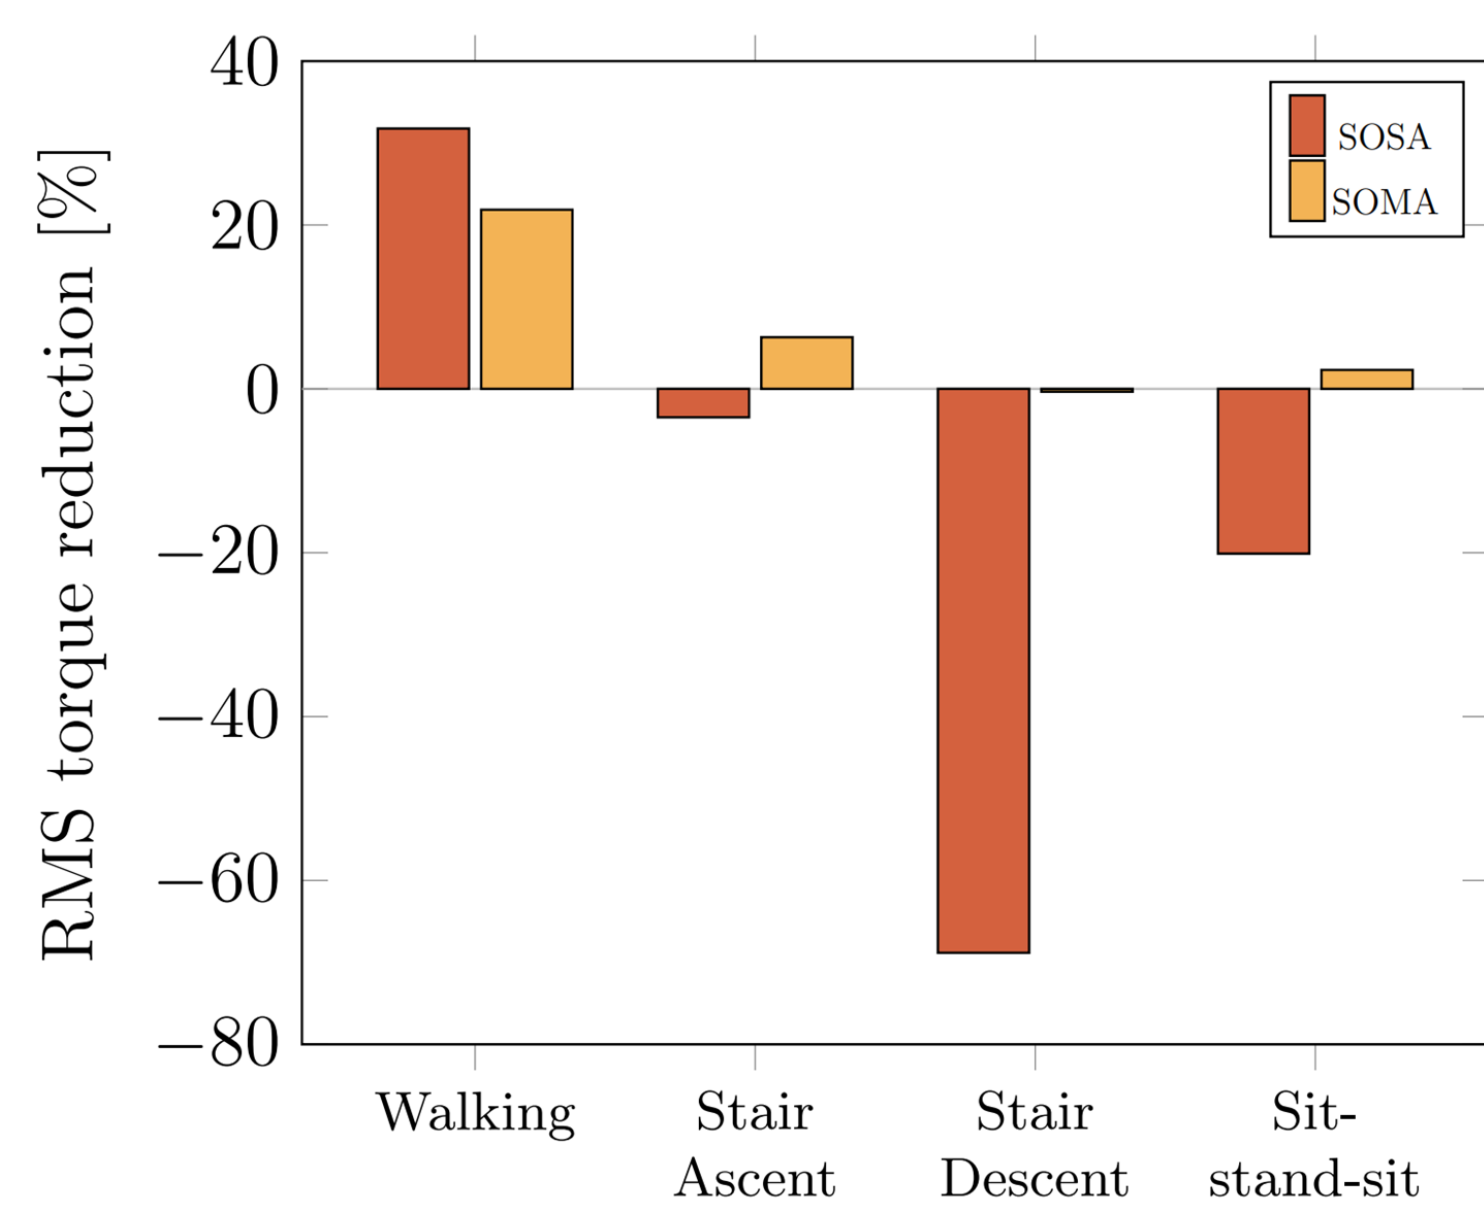 RMS torque reduction [%]
40
20
0
−20
−40
−60
−80
SOSA
SOMA
Walking
Stair
Ascent
Stair
Descent
Sit-
stand-sit